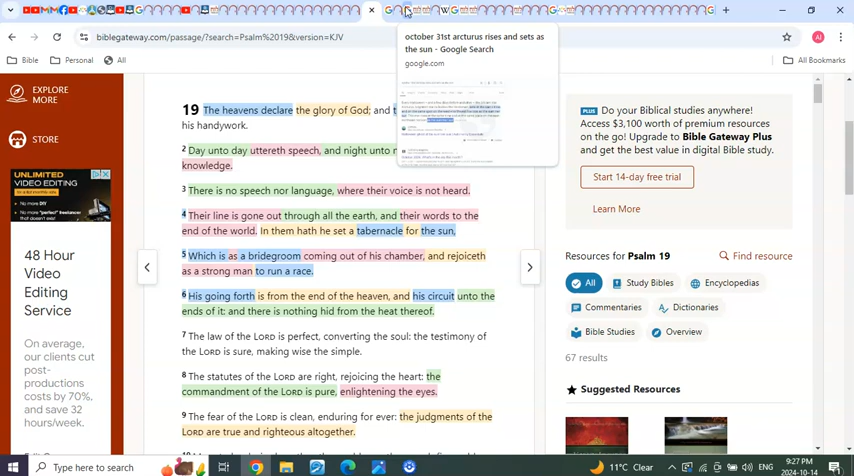 biblegateway.com/passage/?search=Psalm%2019&version=KJV
Bible
Personal
All
All Bookmarks
october 31st arcturus rises and sets as
the sun - Google Search
google.com
EXPLORE
MORE
STORE
UNLIMITED
VIDEO EDITING
48 Hour
Video
Editing
Service
On average,
our clients cut
post-
productions
costs by 70%,
and save 32
hours/week.
19 The heavens declare the glory of God; and
his handywork.
2 Day unto day uttereth speech, and night unto
knowledge.
3 There is no speech nor language, where their voice is not heard.
4 Their line is gone out through all the earth, and their words to the
end of the world. In them hath he set a tabernacle for the sun,
5 Which is as a bridegroom coming out of his chamber, and rejoiceth
as a strong man to run a race.
6 His going forth is from the end of the heaven, and his circuit unto the
ends of it: and there is nothing hid from the heat thereof.
7 The law of the LORD is perfect, converting the soul: the testimony of
the LORD is sure, making wise the simple.
8 The statutes of the LORD are right, rejoicing the heart: the
commandment of the LORD is pure, enlightening the eyes.
9 The fear of the LORD is clean, enduring for ever: the judgments of the
LORD are true and righteous altogether.
PLUS Do your Biblical studies anywhere!
Access $3,100 worth of premium resources
on the go! Upgrade to Bible Gateway Plus
and get the best value in digital Bible study.
Start 14-day free trial
Learn More
Resources for Psalm 19
Find resource
All
Study Bibles
Encyclopedias
Commentaries
Dictionaries
Bible Studies
Overview
67 results
Suggested Resources
Type here to search
11°C Clear
ENG
9:27 PM
2024-10-14